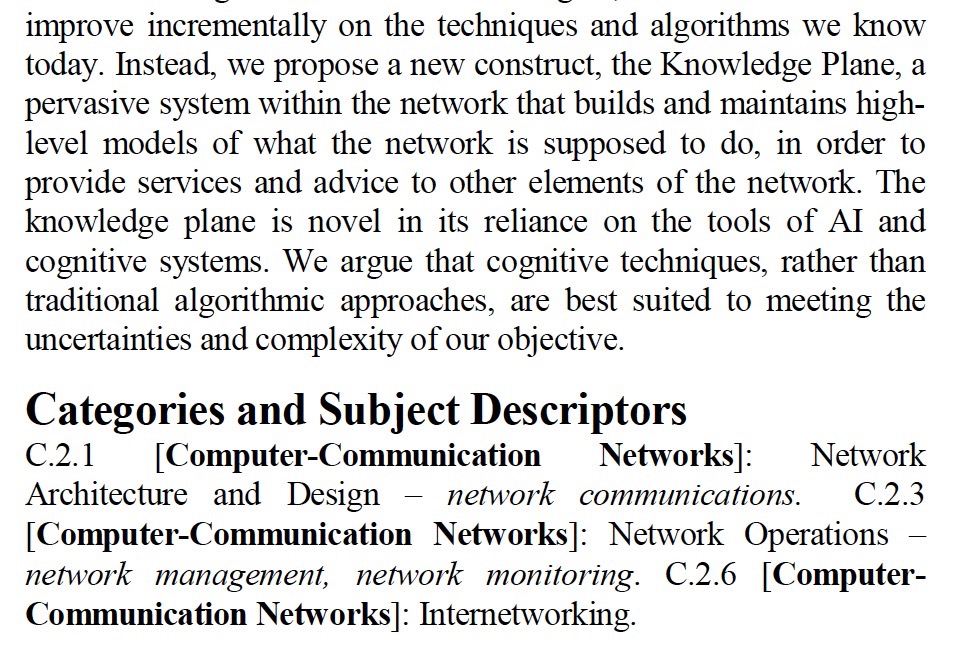 improve incrementally on the techniques and algorithms we know
today. Instead, we propose a new construct, the Knowledge Plane, a
pervasive system within the network that builds and maintains high-
level models of what the network is supposed to do, in order to
provide services and advice to other elements of the network. The
knowledge plane is novel in its reliance on the tools of AI and
cognitive systems. We argue that cognitive techniques, rather than
traditional algorithmic approaches, are best suited to meeting the
uncertainties and complexity of our objective.
Categories and Subject Descriptors
C.2.1 [Computer-Communication Networks]: Network
Architecture and Design – network communications. C.2.3
[Computer-Communication Networks]: Network Operations –
network management, network monitoring. C.2.6 [Computer-
Communication Networks]: Internetworking.